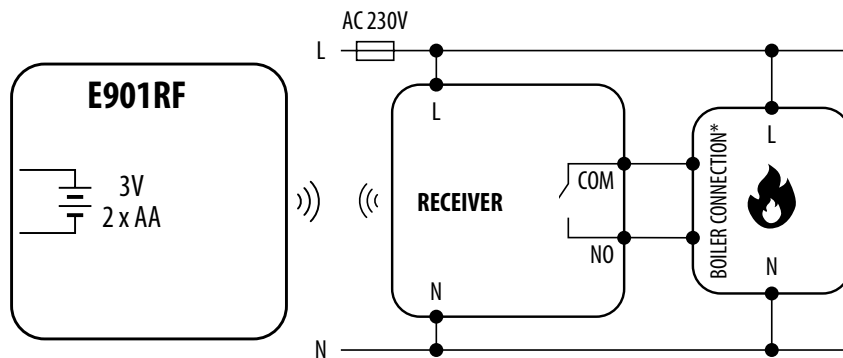 AC 230V
L
E901RF
3V
2 x AA
L
COM
RECEIVER
NO
N
BOILER CONNECTION*
L
N
N